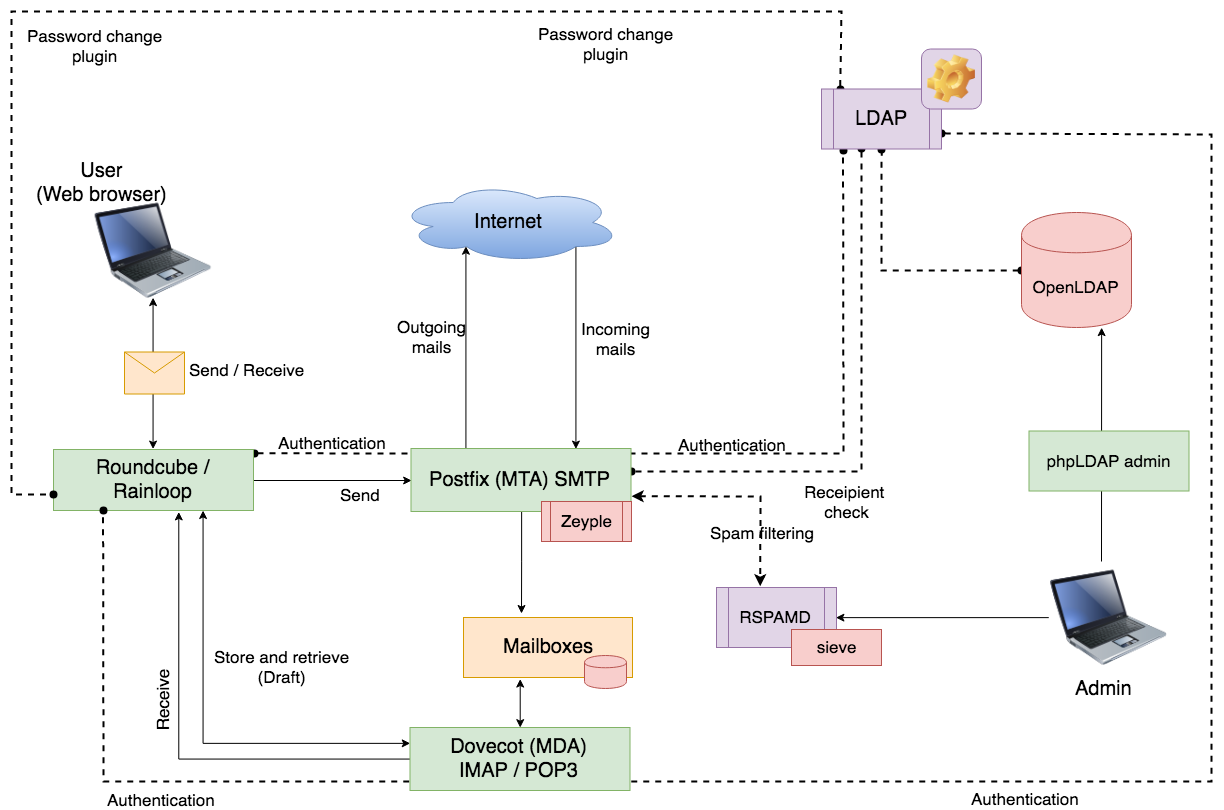 Password change
plugin
Password change
plugin
LDAP
User
(Web browser)
Internet
OpenLDAP
Outgoing
mails
Incoming
mails
Send / Receive
Authentication
Authentication
Roundcube /
Rainloop
Send
Postfix (MTA) SMTP
Zeyple
phpLDAP admin
Receipient
check
Spam filtering
RSPAMD
sieve
Mailboxes
Store and retrieve
(Draft)
Receive
Admin
Dovecot (MDA)
IMAP / POP3
Authentication
Authentication